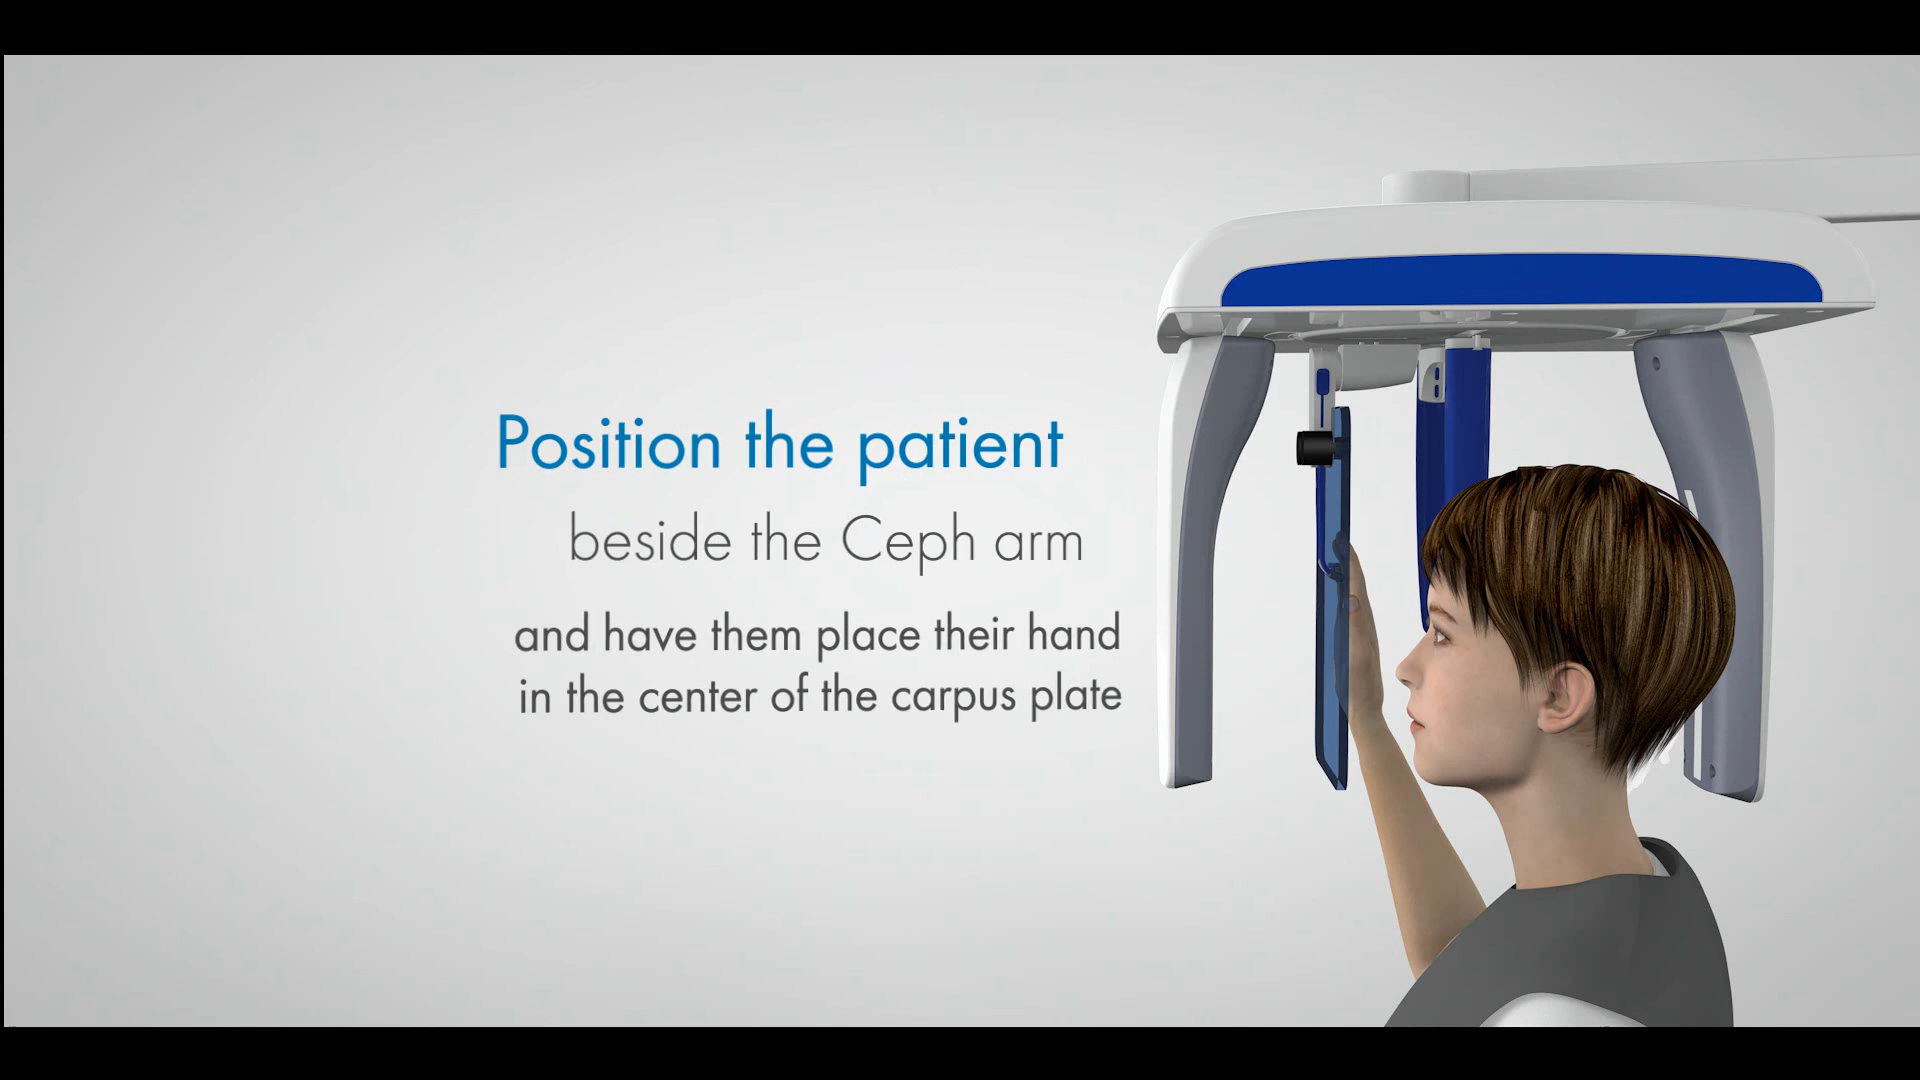 Position the patient
beside the Ceph arm
and have them place their hand
in the center of the carpus plate